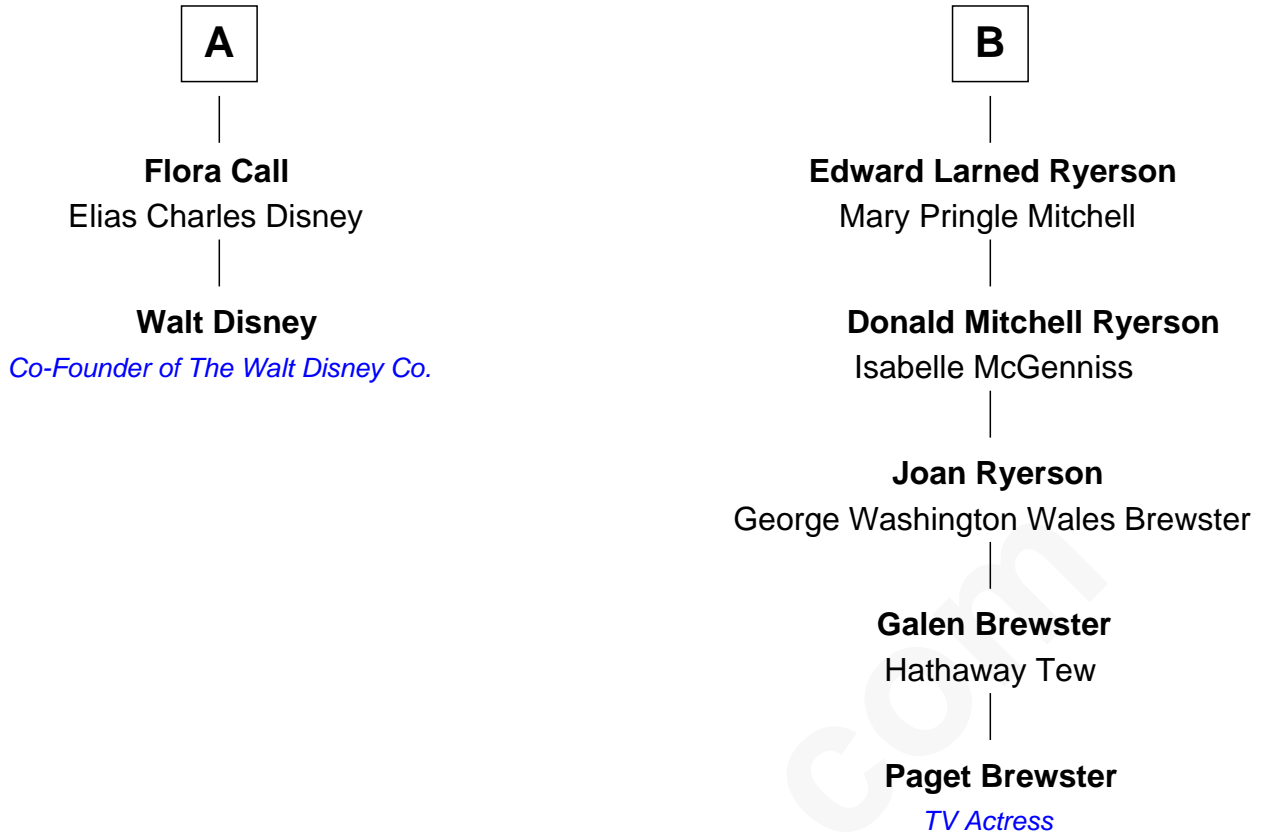 A
Flora Call
Elias Charles Disney
Walt Disney
Co-Founder of The Walt Disney Co.
B
Edward Larned Ryerson
Mary Pringle Mitchell
Donald Mitchell Ryerson
Isabelle McGenniss
Joan Ryerson
George Washington Wales Brewster
Galen Brewster
Hathaway Tew
Paget Brewster
TV Actress
com